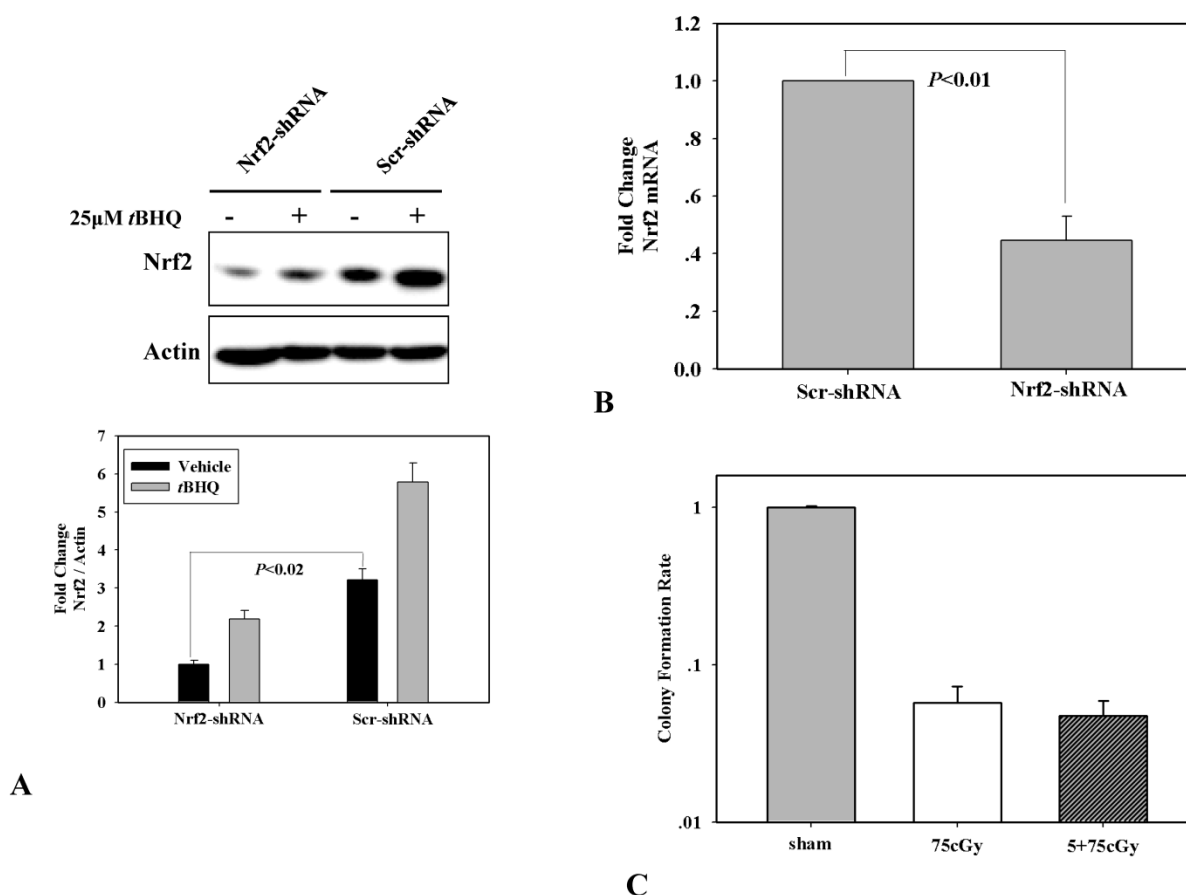 Nrf2-shRNA
Scr-shRNA
25μM tBHQ - + - +
Nrf2
Actin
7
6
5
4
3
2
1
0
Fold Change
Nrf2 / Actin
Vehicle
tBHQ
P<0.02
Nrf2-shRNA Scr-shRNA
A
1.2
1.0
.8
.6
.4
.2
0.0
Fold Change
Nrf2 mRNA
P<0.01
Scr-shRNA Nrf2-shRNA
B
1
.1
.01
Colony Formation Rate
sham 75cGy 5+75cGy
C